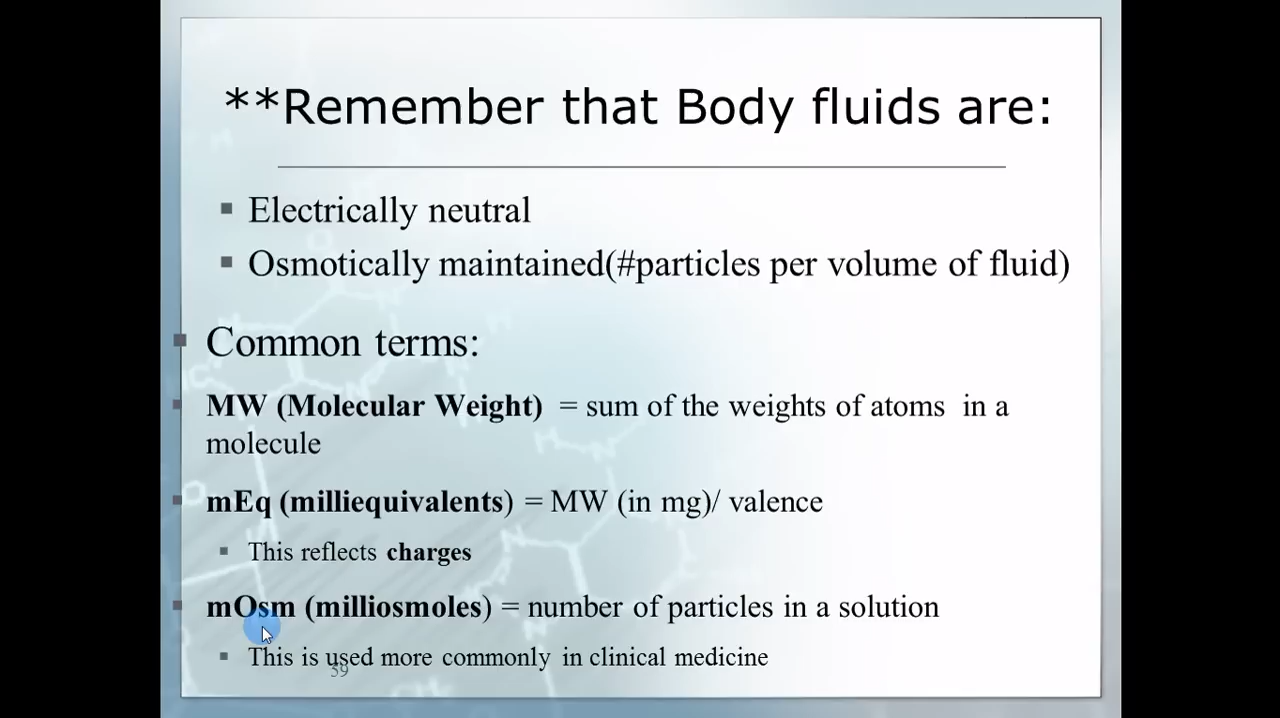 **Remember that Body fluids are:
Electrically neutral
Osmotically maintained(#particles per volume of fluid)
Common terms:
MW (Molecular Weight) = sum of the weights of atoms in a
molecule
mEq (milliequivalents) = MW (in mg)/ valence
This reflects charges
mOsm (milliosmoles) = number of particles in a solution
This is used more commonly in clinical medicine
59